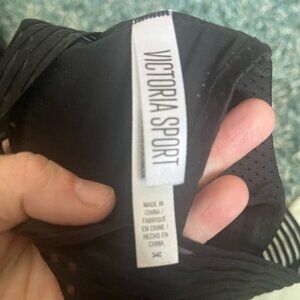 VICTORIA SPORT
MADE IN
CHINA /
FABRIQUÉ
EN CHINE /
HECHO EN
CHINA
34C